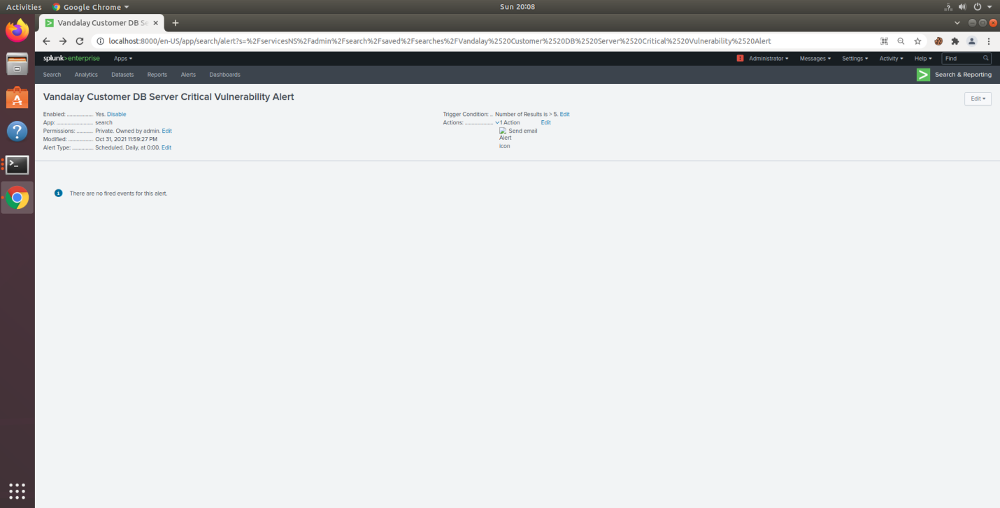 Activities Google Chrome Sun 20:08
Vandalay Customer DB Se
localhost:8000/en-US/app/search/alert?s=%2FservicesNS%2Fadmin%2Fsearch%2Fsaved%2Fsearches%2FVandalay%2520Customer%2520DB%2520Server%2520Critical%2520Vulnerability%2520Alert
splunk>enterprise Apps ! Administrator Messages Settings Activity Help Find
Search Analytics Datasets Reports Alerts Dashboards Search & Reporting
Vandalay Customer DB Server Critical Vulnerability Alert Edit
Enabled: .................. Yes. Disable Trigger Condition: .. Number of Results is > 5. Edit
App: .......................... search Actions: .................... 1 Action Edit
Permissions: ........... Private. Owned by admin. Edit Send email
Alert
Modified: ................. Oct 31, 2021 11:59:27 PM
icon
Alert Type: .............. Scheduled. Daily, at 0:00. Edit
There are no fired events for this alert.